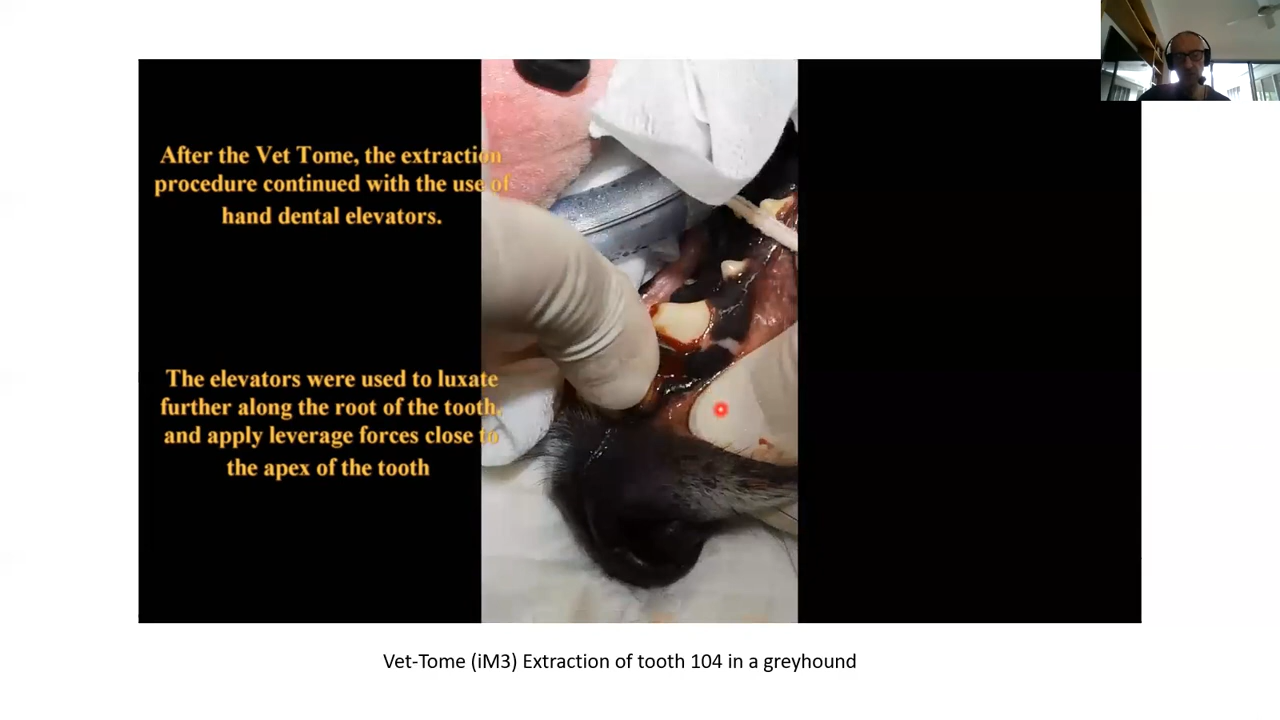 After the Vet Tome, the extraction
procedure continued with the use of
hand dental elevators.
The elevators were used to luxate
further along the root of the tooth,
and apply leverage forces close to
the apex of the tooth
Vet-Tome (iM3) Extraction of tooth 104 in a greyhound